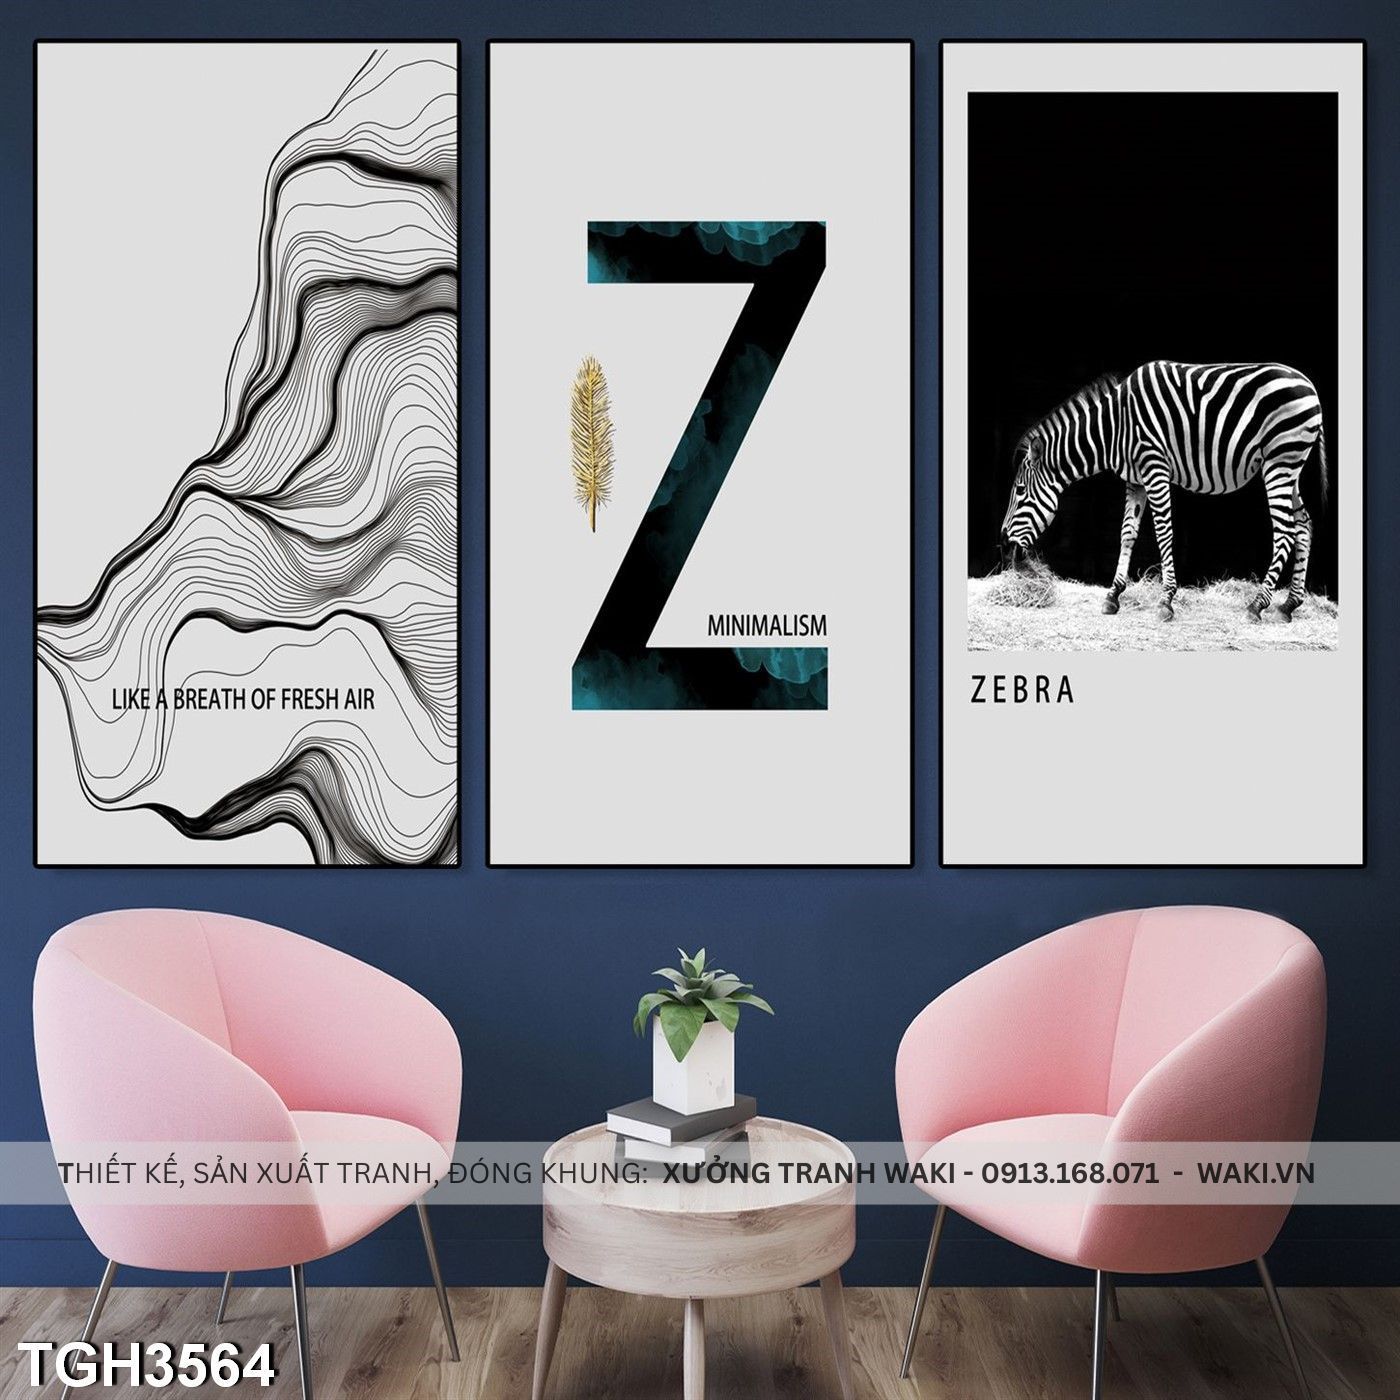 LIKE A BREATH OF FRESH AIR
Z
MINIMALISM
ZEBRA
THIẾT KẾ, SẢN XUẤT TRANH, ĐÓNG KHUNG: XƯỞNG TRANH WAKI - 0913.168.071 - WAKI.VN
TGH3564